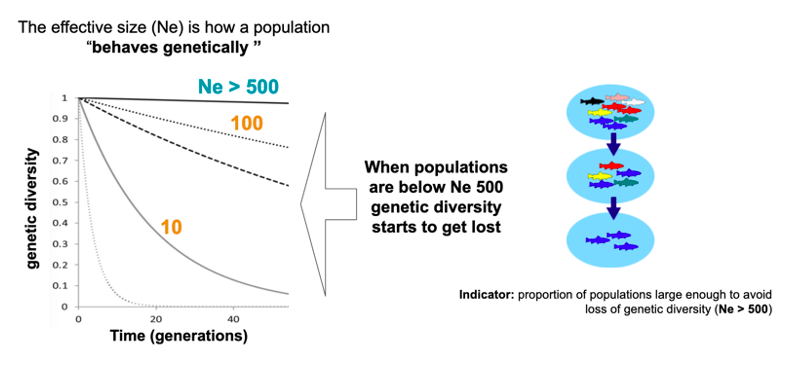 The effective size (Ne) is how a population
“behaves genetically ”
Ne > 500
100
10
genetic diversity
1
0.9
0.8
0.7
0.6
0.5
0.4
0.3
0.2
0.1
0
0
20
40
Time (generations)
When populations
are below Ne 500
genetic diversity
starts to get lost
Indicator: proportion of populations large enough to avoid
loss of genetic diversity (Ne > 500)